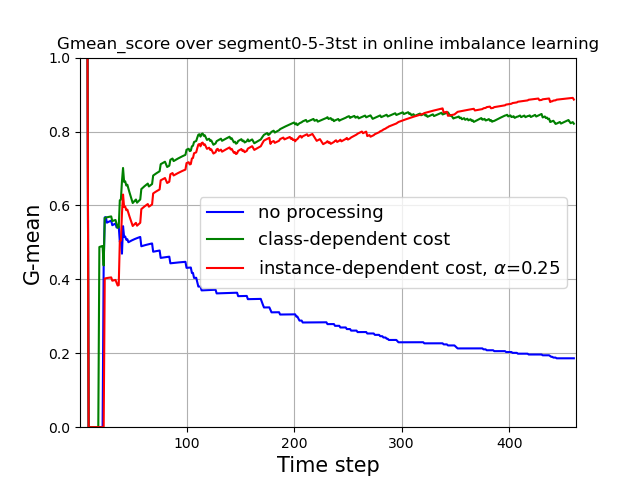 Gmean_score over segment0-5-3tst in online imbalance learning
1.0
0.8
0.6
0.4
0.2
0.0
G-mean
no processing
class-dependent cost
instance-dependent cost, α=0.25
100
200
300
400
Time step